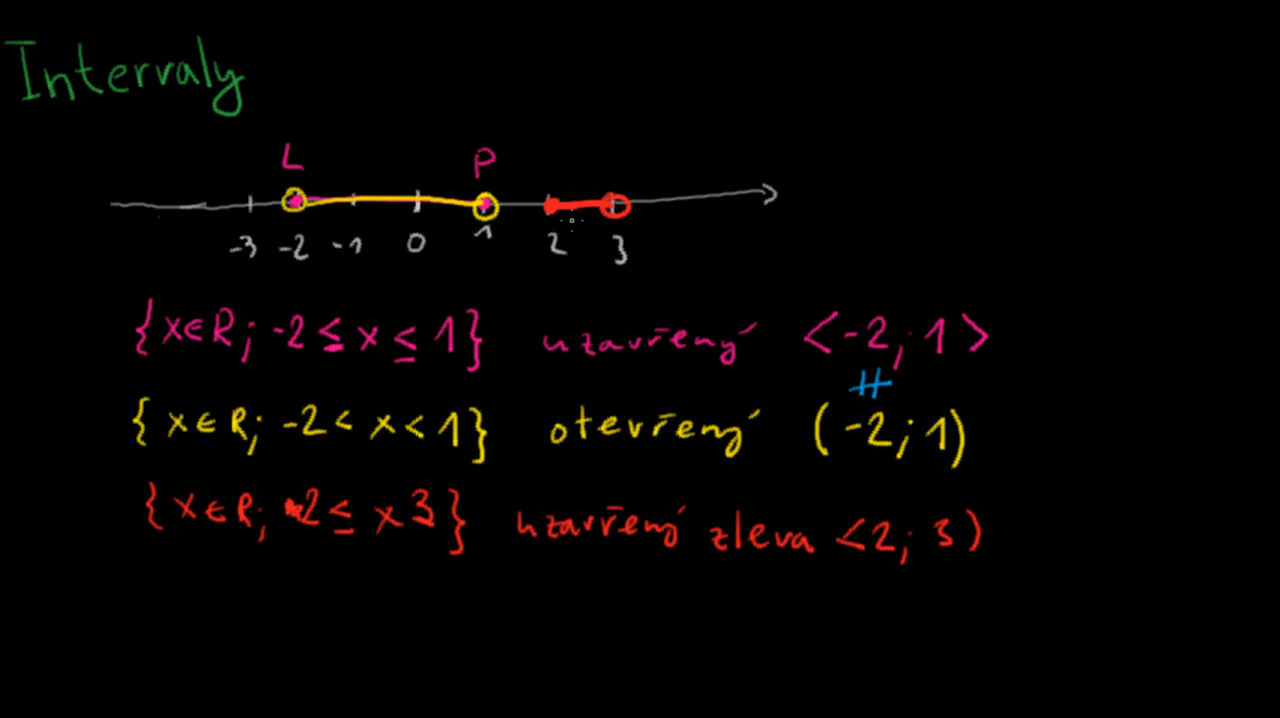 Intervaly
L P
-3 -2 -1 0 1 2 3
{x∈R; -2 ≤ x ≤ 1} uzavřený <-2; 1>
#
{x∈R; -2 < x < 1} otevřený (-2; 1)
{x∈R; 2 ≤ x 3} uzavřený zleva <2; 3)